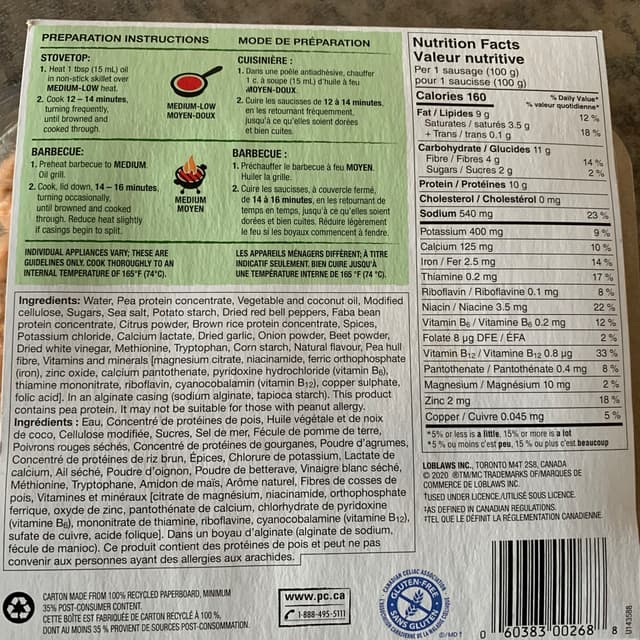 PREPARATION INSTRUCTIONS
STOVETOP:
1. Heat 1 tbsp (15 mL) oil
in non-stick skillet over
MEDIUM-LOW heat.
2. Cook 12 – 14 minutes,
turning frequently,
until browned and
cooked through.
MEDIUM-LOW
MOYEN-DOUX
BARBECUE:
1. Preheat barbecue to MEDIUM.
Oil grill.
2. Cook, lid down, 14 – 16 minutes,
turning occasionally,
until browned and cooked
through. Reduce heat slightly
if casings begin to split.
MEDIUM
MOYEN
INDIVIDUAL APPLIANCES VARY; THESE ARE
GUIDELINES ONLY. COOK THOROUGHLY TO AN
INTERNAL TEMPERATURE OF 165°F (74°C).
MODE DE PRÉPARATION
CUISINIÈRE :
1. Dans une poêle antiadhésive, chauffer
1 c. à soupe (15 mL) d'huile à feu
MOYEN-DOUX.
2. Cuire les saucisses de 12 à 14 minutes,
en les retournant fréquemment,
jusqu'à ce qu'elles soient dorées
et bien cuites.
BARBECUE :
1. Préchauffer le barbecue à feu MOYEN.
Huiler la grille.
2. Cuire les saucisses, à couvercle fermé,
de 14 à 16 minutes, en les retournant de
temps en temps, jusqu'à ce qu'elles soient
dorées et bien cuites. Réduire légèrement
le feu si les boyaux commencent à fendre.
LES APPAREILS MÉNAGERS DIFFÈRENT; À TITRE
INDICATIF SEULEMENT. BIEN CUIRE JUSQU'À
UNE TEMPÉRATURE INTERNE DE 165 °F (74 °C).
Ingredients: Water, Pea protein concentrate, Vegetable and coconut oil, Modified
cellulose, Sugars, Sea salt, Potato starch, Dried red bell peppers, Faba bean
protein concentrate, Citrus powder, Brown rice protein concentrate, Spices,
Potassium chloride, Calcium lactate, Dried garlic, Onion powder, Beet powder,
Dried white vinegar, Methionine, Tryptophan, Corn starch, Natural flavour, Pea hull
fibre, Vitamins and minerals [magnesium citrate, niacinamide, ferric orthophosphate
(iron), zinc oxide, calcium pantothenate, pyridoxine hydrochloride (vitamin B6),
thiamine mononitrate, riboflavin, cyanocobalamin (vitamin B12), copper sulphate,
folic acid]. In an alginate casing (sodium alginate, tapioca starch). This product
contains pea protein. It may not be suitable for those with peanut allergy.
Ingrédients : Eau, Concentré de protéines de pois, Huile végétale et de noix
de coco, Cellulose modifiée, Sucres, Sel de mer, Fécule de pomme de terre,
Poivrons rouges séchés, Concentré de protéines de gourganes, Poudre d'agrumes,
Concentré de protéines de riz brun, Épices, Chlorure de potassium, Lactate de
calcium, Ail séché, Poudre d'oignon, Poudre de betterave, Vinaigre blanc séché,
Méthionine, Tryptophane, Amidon de maïs, Arôme naturel, Fibres de cosses de
pois, Vitamines et minéraux [citrate de magnésium, niacinamide, orthophosphate
ferrique, oxyde de zinc, pantothénate de calcium, chlorhydrate de pyridoxine
(vitamine B6), mononitrate de thiamine, riboflavine, cyanocobalamine (vitamine B12),
sulfate de cuivre, acide folique]. Dans un boyau d'alginate (alginate de sodium,
fécule de manioc). Ce produit contient des protéines de pois et peut ne pas
convenir aux personnes ayant des allergies aux arachides.
Nutrition Facts
Valeur nutritive
Per 1 sausage (100 g)
pour 1 saucisse (100 g)
Calories 160
% Daily Value*
% valeur quotidienne*
Fat / Lipides 9 g 12 %
Saturates / saturés 3.5 g
+ Trans / trans 0.1 g 18 %
Carbohydrate / Glucides 11 g
Fibre / Fibres 4 g 14 %
Sugars / Sucres 2 g 2 %
Protein / Protéines 10 g
Cholesterol / Cholestérol 0 mg
Sodium 540 mg 23 %
Potassium 400 mg 9 %
Calcium 125 mg 10 %
Iron / Fer 2.5 mg 14 %
Thiamine 0.2 mg 17 %
Riboflavin / Riboflavine 0.1 mg 8 %
Niacin / Niacine 3.5 mg 22 %
Vitamin B6 / Vitamine B6 0.2 mg 12 %
Folate 8 µg DFE / ÉFA 2 %
Vitamin B12 / Vitamine B12 0.8 µg 33 %
Pantothenate / Pantothénate 0.4 mg 8 %
Magnesium / Magnésium 10 mg 2 %
Zinc 2 mg 18 %
Copper / Cuivre 0.045 mg 5 %
*5% or less is a little, 15% or more is a lot
*5 % ou moins c'est peu, 15 % ou plus c'est beaucoup
LOBLAWS INC., TORONTO M4T 2S8, CANADA
© 2020 ®TM/MC TRADEMARKS OF/MARQUES DE
COMMERCE DE LOBLAWS INC.
†USED UNDER LICENCE./UTILISÉ SOUS LICENCE.
‡AS DEFINED IN CANADIAN REGULATIONS.
‡TEL QUE LE DÉFINIT LA RÉGLEMENTATION CANADIENNE.
CARTON MADE FROM 100% RECYCLED PAPERBOARD, MINIMUM
35% POST-CONSUMER CONTENT.
CETTE BOÎTE EST FABRIQUÉE DE CARTON RECYCLÉ À 100 %,
DONT AU MOINS 35 % PROVIENT DE SOURCES POST-CONSOMMATION.
www.pc.ca
1-888-495-5111
CANADIAN CELIAC ASSOCIATION
GLUTEN-FREE
SANS GLUTEN
®/MD †
60383 00268 8